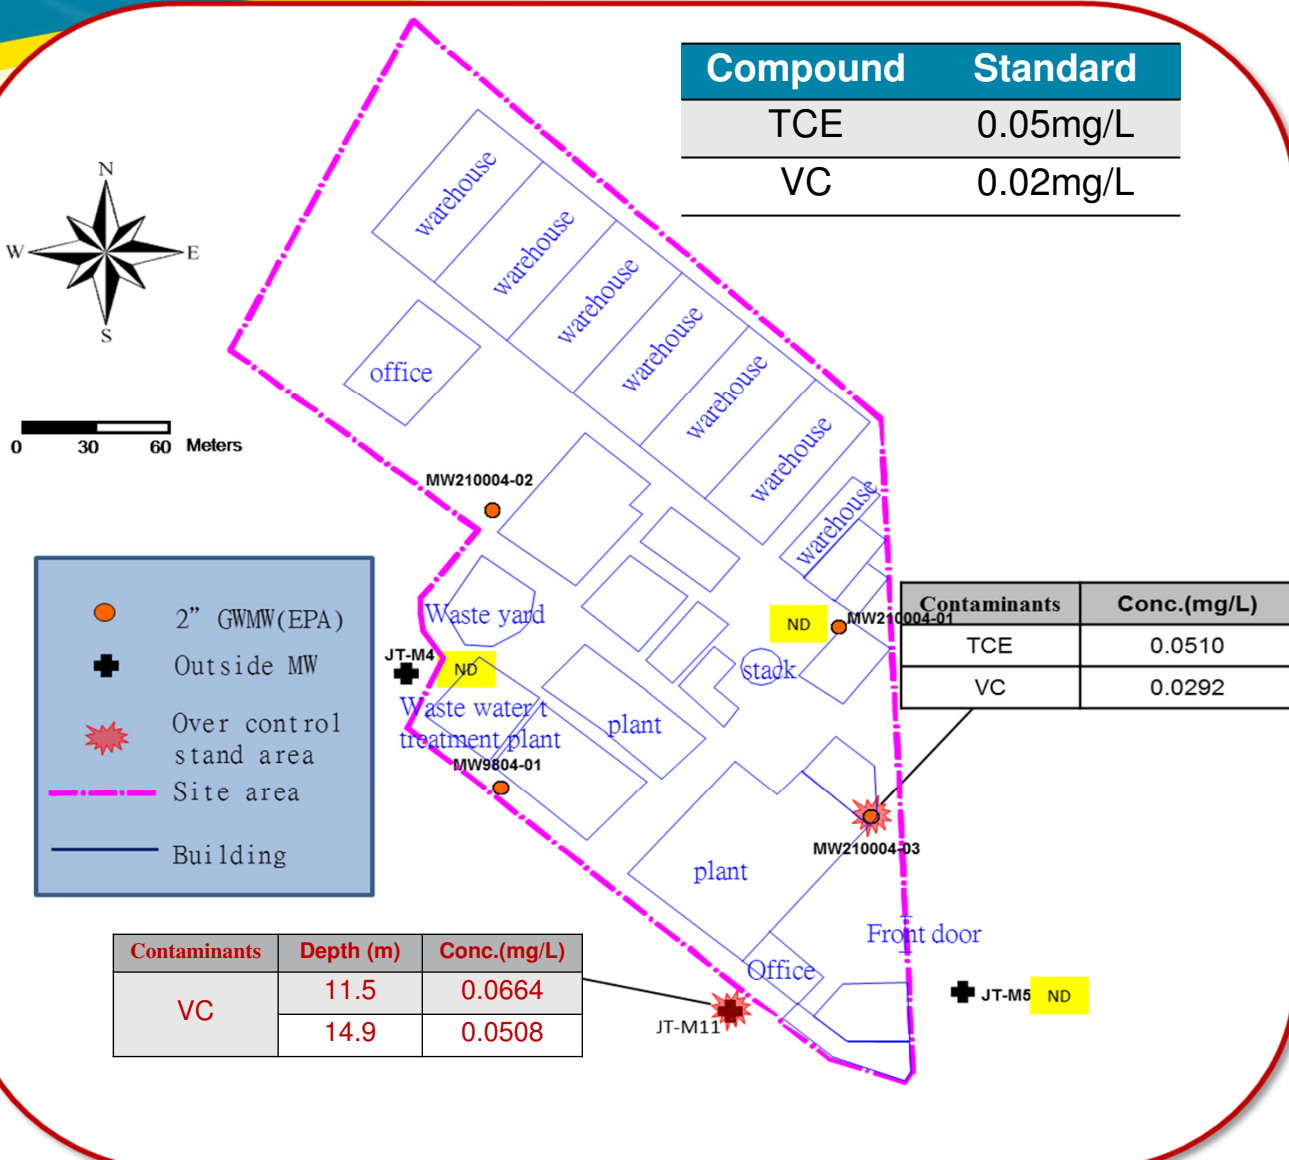 Compound Standard
TCE 0.05mg/L
VC 0.02mg/L
N
W E
S
0 30 60 Meters
warehouse
warehouse
warehouse
warehouse
warehouse
warehouse
warehouse
office
MW210004-02
2” GWMW(EPA)
Outside MW
Over control
stand area
Site area
Building
Waste yard
JT-M4
ND
Waste water t
treatment plant
MW9804-01
plant
stack
ND
MW210004-01
Contaminants Conc.(mg/L)
TCE 0.0510
VC 0.0292
MW210004-03
plant
Front door
Office
JT-M5 ND
JT-M11
Contaminants Depth (m) Conc.(mg/L)
VC 11.5 0.0664
14.9 0.0508